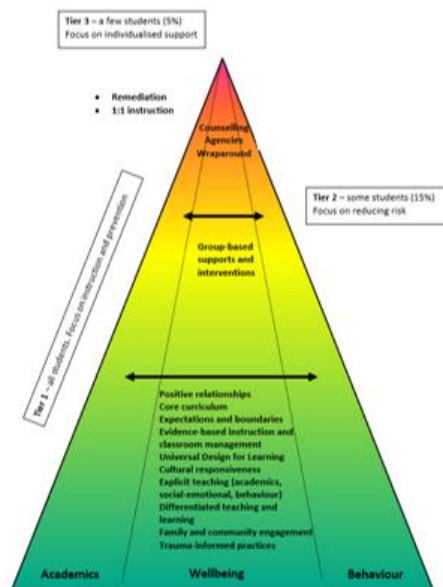 Tier 3 – a few students (5%)
Focus on individualised support
• Remediation
• 1:1 instruction
Counselling
Agencies
Wraparound
Tier 2 – some students (15%)
Focus on reducing risk
Group-based
supports and
interventions
Tier 1 – all students- Focus on instruction and prevention
Positive relationships
Core curriculum
Expectations and boundaries
Evidence-based instruction and
classroom management
Universal Design for Learning
Cultural responsiveness
Explicit teaching (academics,
social-emotional, behaviour)
Differentiated teaching and
learning
Family and community engagement
Trauma-informed practices
Academics
Wellbeing
Behaviour